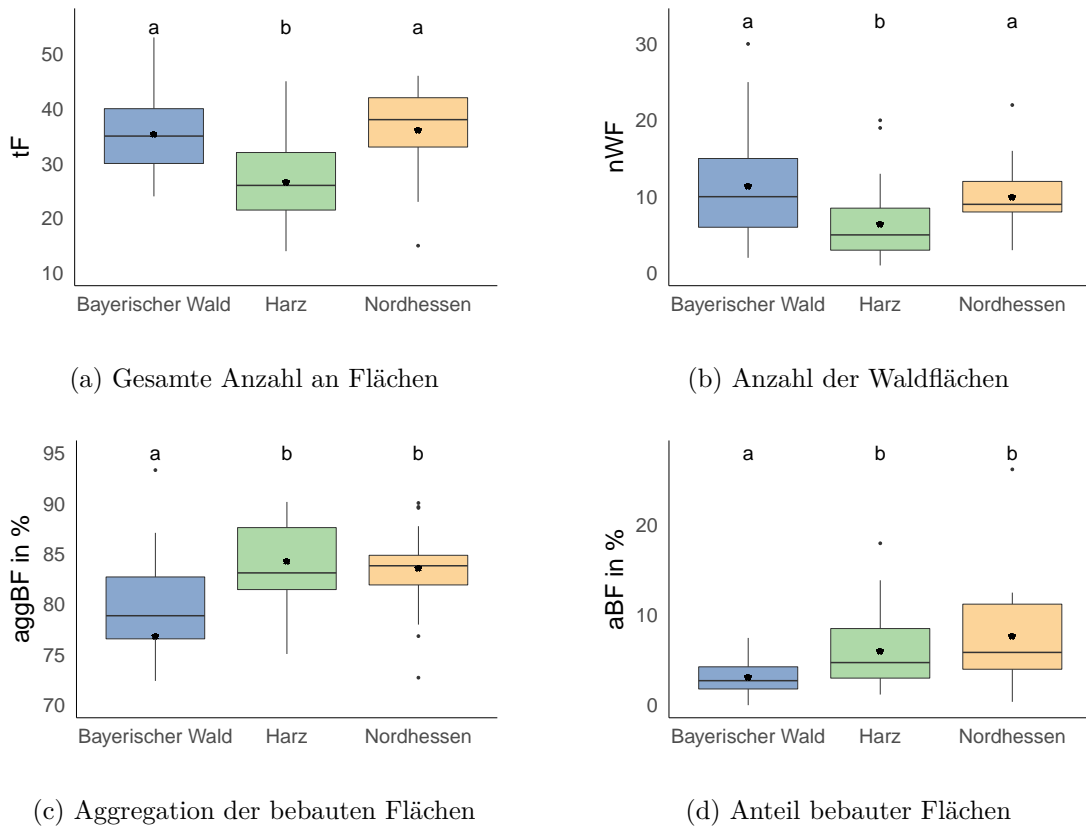 a b a
tF
50
40
30
20
10
Bayerischer Wald Harz Nordhessen
(a) Gesamte Anzahl an Flächen
a b a
nWF
30
20
10
0
Bayerischer Wald Harz Nordhessen
(b) Anzahl der Waldflächen
a b b
aggBF in %
95
90
85
80
75
70
Bayerischer Wald Harz Nordhessen
(c) Aggregation der bebauten Flächen
a b b
aBF in %
20
10
0
Bayerischer Wald Harz Nordhessen
(d) Anteil bebauter Flächen